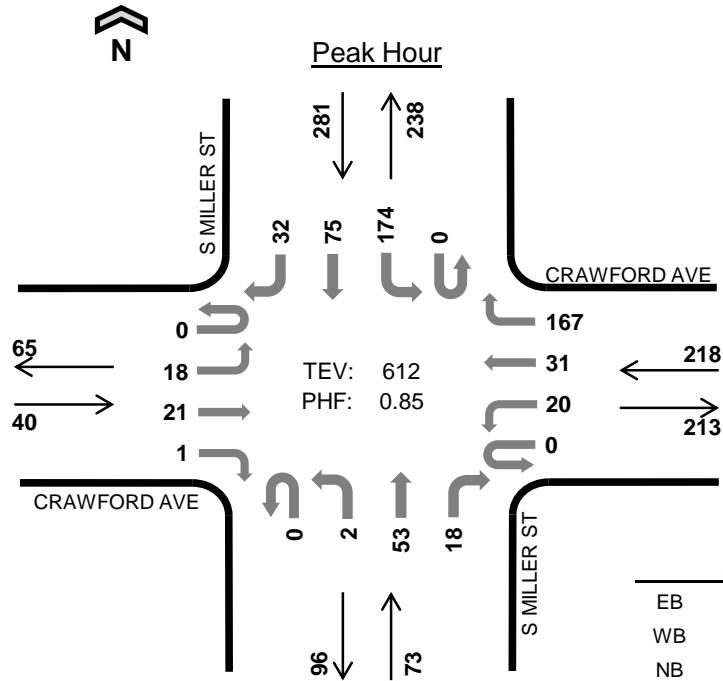 N
Peak Hour
281
238
S MILLER ST
32
75
174
0
CRAWFORD AVE
0
167
65
18
TEV: 612
31
218
40
21
PHF: 0.85
20
213
1
0
CRAWFORD AVE
0
2
53
18
S MILLER ST
96
73
EB
WB
NB